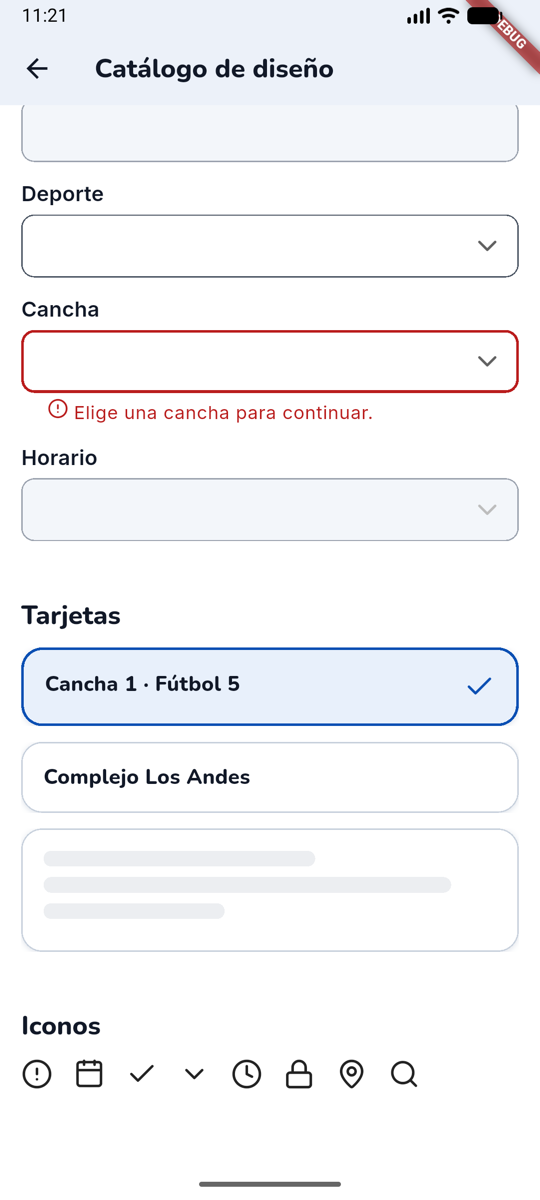 11:21
EBUG
Catálogo de diseño
Deporte
Cancha
Elige una cancha para continuar.
Horario
Tarjetas
Cancha 1 · Fútbol 5
Complejo Los Andes
Iconos